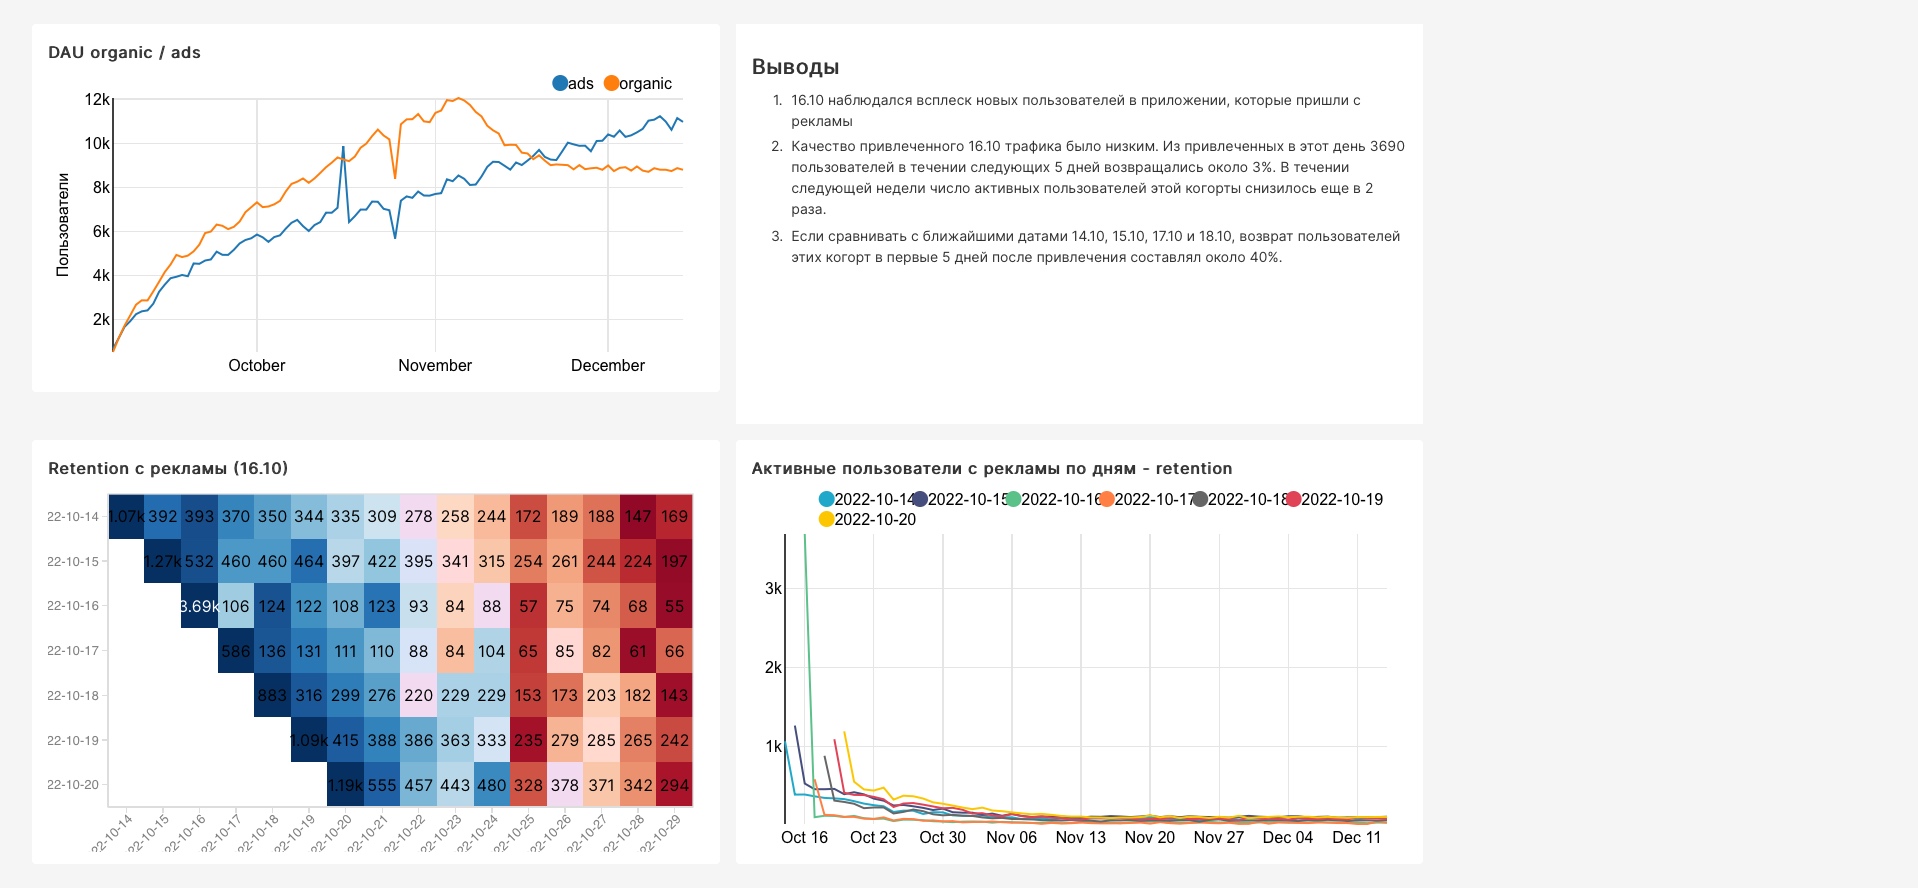 DAU organic / ads
ads organic
12k
10k
8k
6k
4k
2k
Пользователи
October November December
Выводы
1. 16.10 наблюдался всплеск новых пользователей в приложении, которые пришли с
рекламы
2. Качество привлеченного 16.10 трафика было низким. Из привлеченных в этот день 3690
пользователей в течении следующих 5 дней возвращались около 3%. В течении
следующей недели число активных пользователей этой когорты снизилось еще в 2
раза.
3. Если сравнивать с ближайшими датами 14.10, 15.10, 17.10 и 18.10, возврат пользователей
этих когорт в первые 5 дней после привлечения составлял около 40%.
Retention с рекламы (16.10)
22-10-14 1.07k 392 393 370 350 344 335 309 278 258 244 172 189 188 147 169
22-10-15 1.27k 532 460 460 464 397 422 395 341 315 254 261 244 224 197
22-10-16 3.69k 106 124 122 108 123 93 84 88 57 75 74 68 55
22-10-17 586 136 131 111 110 88 84 104 65 85 82 61 66
22-10-18 883 316 299 276 220 229 229 153 173 203 182 143
22-10-19 1.09k 415 388 386 363 333 235 279 285 265 242
22-10-20 1.19k 555 457 443 480 328 378 371 342 294
22-10-14 22-10-15 22-10-16 22-10-17 22-10-18 22-10-19 22-10-20 22-10-21 22-10-22 22-10-23 22-10-24 22-10-25 22-10-26 22-10-27 22-10-28 22-10-29
Активные пользователи с рекламы по дням - retention
2022-10-14 2022-10-15 2022-10-16 2022-10-17 2022-10-18 2022-10-19
2022-10-20
3k
2k
1k
Oct 16 Oct 23 Oct 30 Nov 06 Nov 13 Nov 20 Nov 27 Dec 04 Dec 11